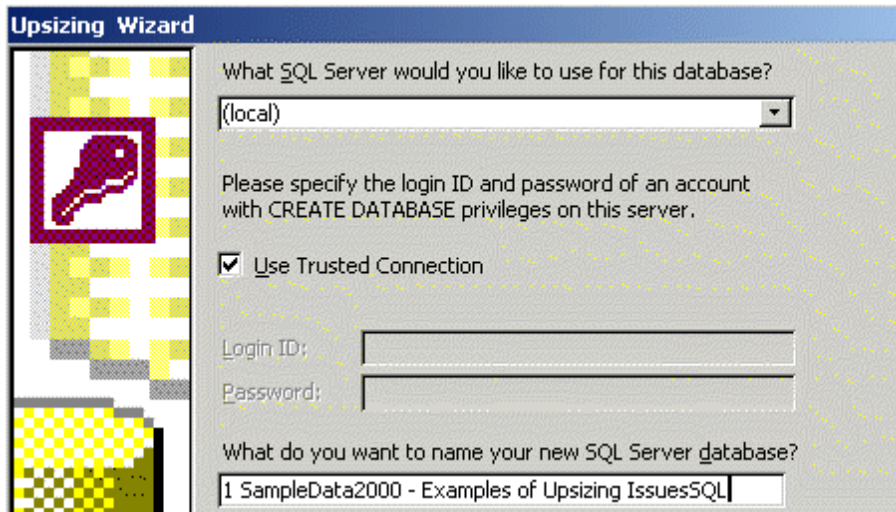 Upsizing Wizard
What SQL Server would you like to use for this database?
(local)
Please specify the login ID and password of an account
with CREATE DATABASE privileges on this server.
Use Trusted Connection
Login ID:
Password:
What do you want to name your new SQL Server database?
1 SampleData2000 - Examples of Upsizing IssuesSQL